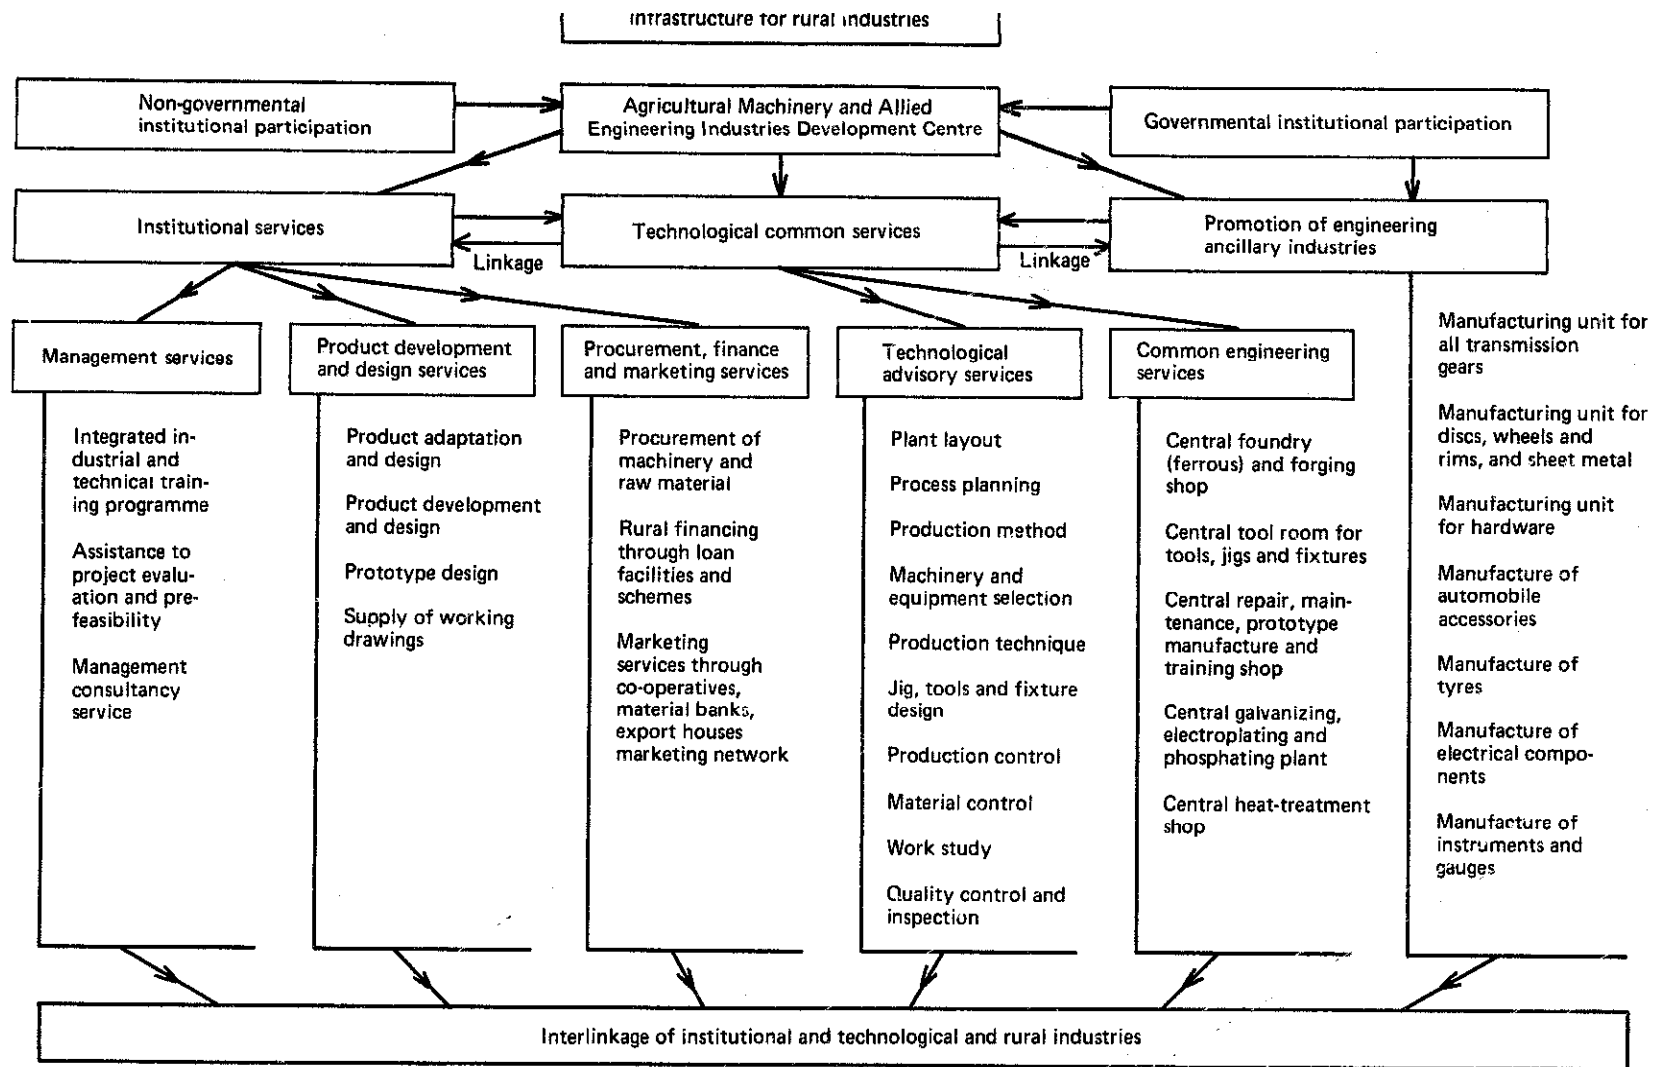 Infrastructure for rural industries
Non-governmental
institutional participation
Agricultural Machinery and Allied
Engineering Industries Development Centre
Governmental institutional participation
Institutional services
Technological common services
Promotion of engineering
ancillary industries
Linkage
Linkage
Management services
Product development
and design services
Procurement, finance
and marketing services
Technological
advisory services
Common engineering
services
Integrated in-
dustrial and
technical train-
ing programme
Assistance to
project evalu-
ation and pre-
feasibility
Management
consultancy
service
Product adaptation
and design
Product development
and design
Prototype design
Supply of working
drawings
Procurement of
machinery and
raw material
Rural financing
through loan
facilities and
schemes
Marketing
services through
co-operatives,
material banks,
export houses
marketing network
Plant layout
Process planning
Production method
Machinery and
equipment selection
Production technique
Jig, tools and fixture
design
Production control
Material control
Work study
Quality control and
inspection
Central foundry
(ferrous) and forging
shop
Central tool room for
tools, jigs and fixtures
Central repair, main-
tenance, prototype
manufacture and
training shop
Central galvanizing,
electroplating and
phosphating plant
Central heat-treatment
shop
Manufacturing unit for
all transmission
gears
Manufacturing unit for
discs, wheels and
rims, and sheet metal
Manufacturing unit
for hardware
Manufacture of
automobile
accessories
Manufacture of
tyres
Manufacture of
electrical compo-
nents
Manufacture of
instruments and
gauges
Interlinkage of institutional and technological and rural industries